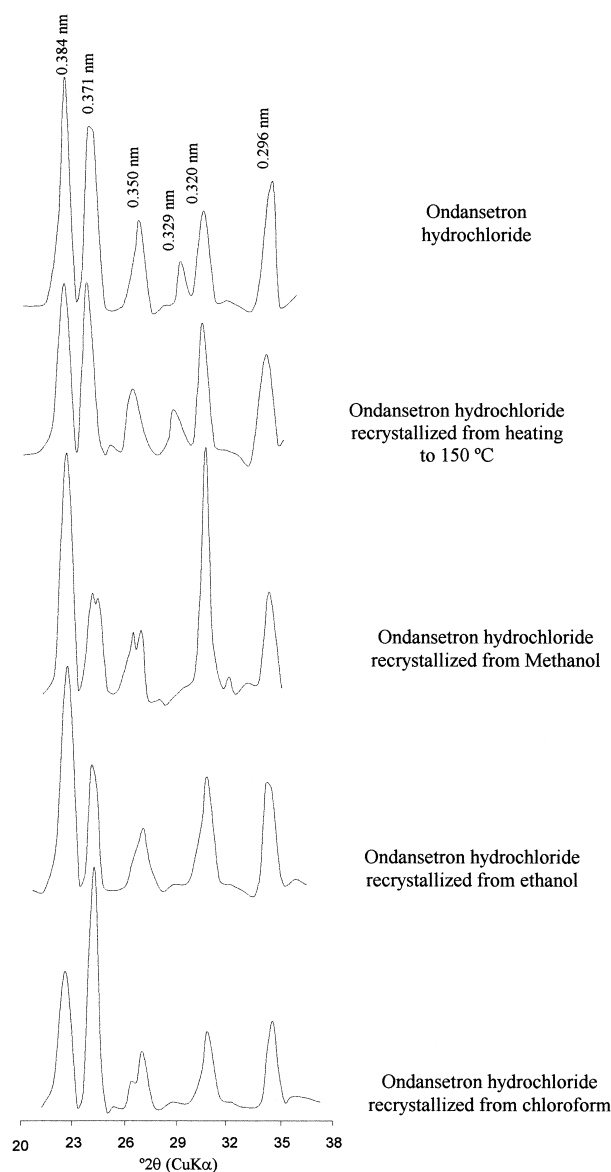 0.384 nm
0.371 nm
0.350 nm
0.329 nm
0.320 nm
0.296 nm
Ondansetron
hydrochloride
Ondansetron hydrochloride
recrystallized from heating
to 150 ºC
Ondansetron hydrochloride
recrystallized from Methanol
Ondansetron hydrochloride
recrystallized from ethanol
Ondansetron hydrochloride
recrystallized from chloroform
20 23 26 29 32 35 38
°2θ (CuKα)